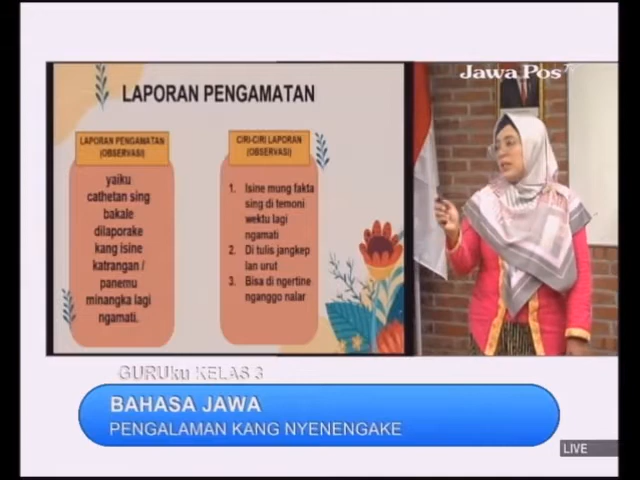 Jawa Pos
LAPORAN PENGAMATAN
LAPORAN PENGAMATAN
(OBSERVASI)
yaiku
cathetan sing
bakale
dilaporake
kang isine
katrangan /
panemu
minangka lagi
ngamati.
CIRI-CIRI LAPORAN
(OBSERVASI)
1. Isine mung fakta
sing di temoni
wektu lagi
ngamati
2. Di tulis jangkep
lan urut
3. Bisa di ngertine
nganggo nalar
GURUku KELAS 3
BAHASA JAWA
PENGALAMAN KANG NYENENGAKE
LIVE